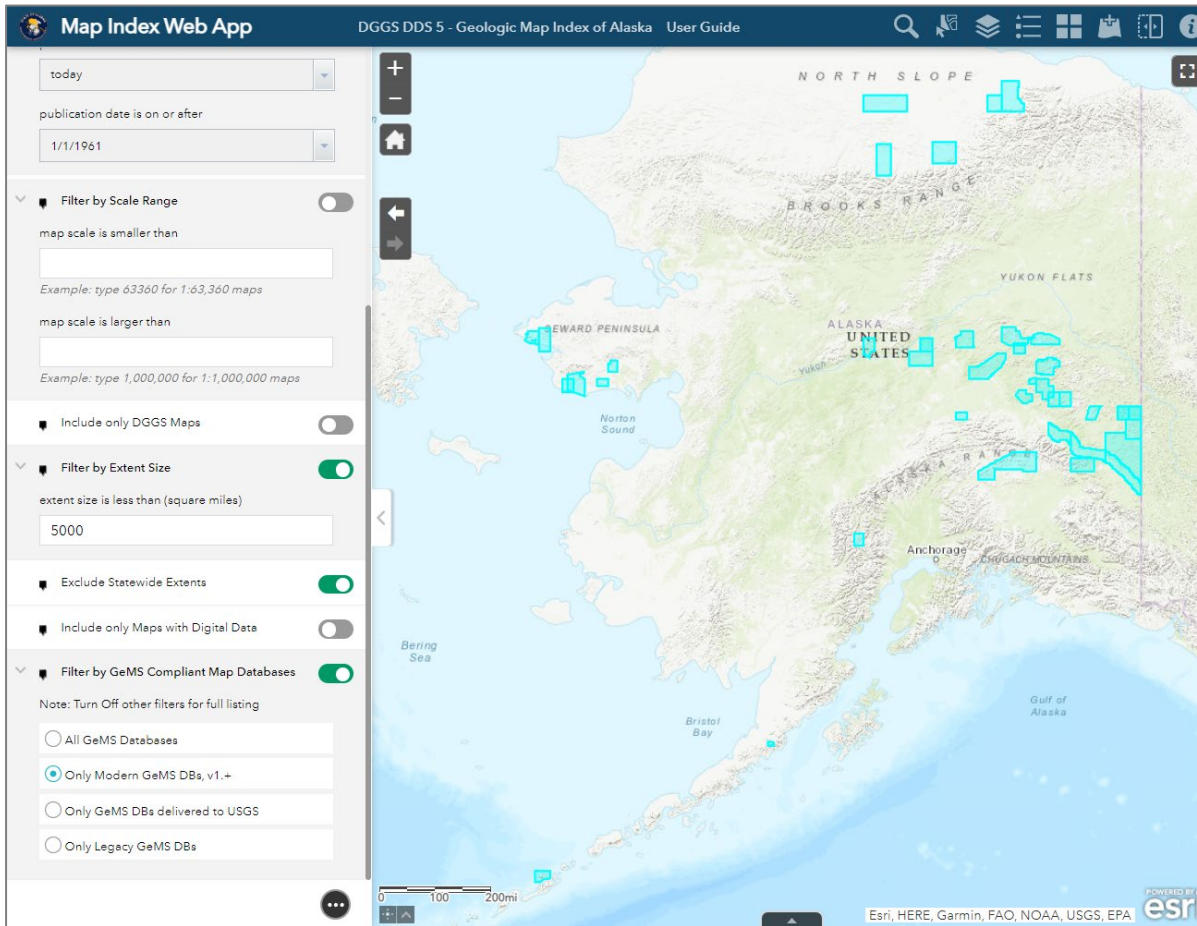 Map Index Web App
DGGS DDS 5 - Geologic Map Index of Alaska User Guide
today
publication date is on or after
1/1/1961
Filter by Scale Range
map scale is smaller than
Example: type 63360 for 1:63,360 maps
map scale is larger than
Example: type 1,000,000 for 1:1,000,000 maps
Include only DGGS Maps
Filter by Extent Size
extent size is less than (square miles)
5000
Exclude Statewide Extents
Include only Maps with Digital Data
Filter by GeMS Compliant Map Databases
Note: Turn Off other filters for full listing
All GeMS Databases
Only Modern GeMS DBs, v1.+
Only GeMS DBs delivered to USGS
Only Legacy GeMS DBs
+
−
NORTH SLOPE
BROOKS RANGE
YUKON FLATS
SEWARD PENINSULA
ALASKA
UNITED
STATES
Yukon
Norton
Sound
ALASKA RANGE
Anchorage
CHUGACH MOUNTAINS
Bering
Sea
Gulf of
Alaska
Bristol
Bay
0 100 200mi
Esri, HERE, Garmin, FAO, NOAA, USGS, EPA
POWERED BY
esri